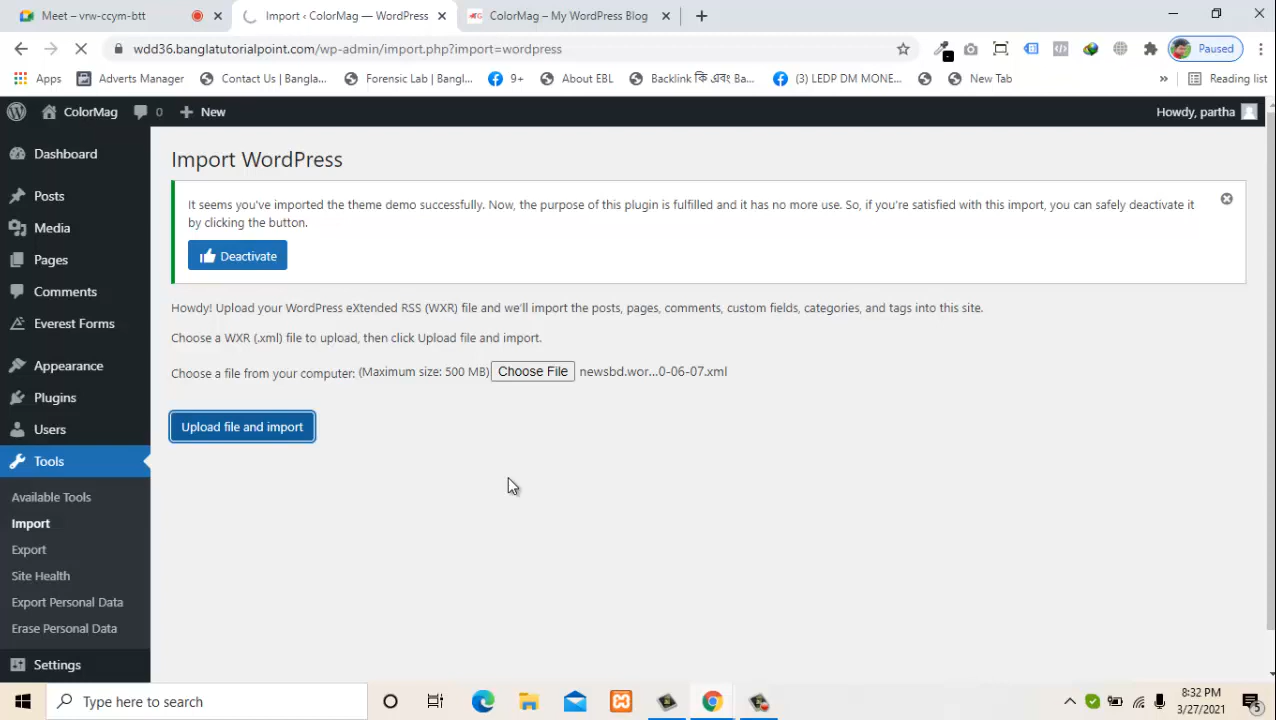 Meet – vrw-ccym-btt
Import ‹ ColorMag — WordPress
ColorMag – My WordPress Blog
wdd36.banglatutorialpoint.com/wp-admin/import.php?import=wordpress
Paused
Apps
Adverts Manager
Contact Us | Bangla...
Forensic Lab | Bangl...
9+
About EBL
Backlink কি এবং Ba...
(3) LEDP DM MONE...
New Tab
»
Reading list
ColorMag
0
New
Howdy, partha
Dashboard
Posts
Media
Pages
Comments
Everest Forms
Appearance
Plugins
Users
Tools
Available Tools
Import
Export
Site Health
Export Personal Data
Erase Personal Data
Settings
Import WordPress
It seems you've imported the theme demo successfully. Now, the purpose of this plugin is fulfilled and it has no more use. So, if you're satisfied with this import, you can safely deactivate it
by clicking the button.
Deactivate
Howdy! Upload your WordPress eXtended RSS (WXR) file and we'll import the posts, pages, comments, custom fields, categories, and tags into this site.
Choose a WXR (.xml) file to upload, then click Upload file and import.
Choose a file from your computer: (Maximum size: 500 MB) Choose File newsbd.wor...0-06-07.xml
Upload file and import
Type here to search
8:32 PM
3/27/2021
5